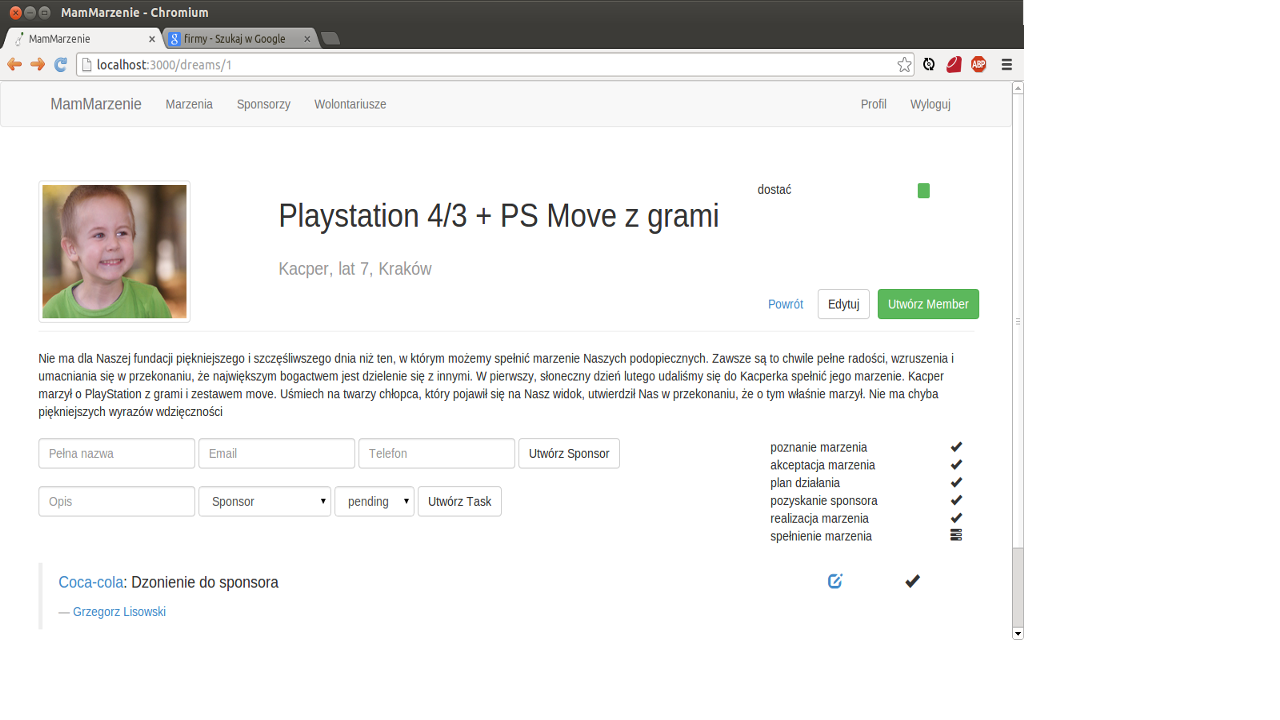 MamMarzenie - Chromium
MamMarzenie
firmy - Szukaj w Google
localhost:3000/dreams/1
ABP
MamMarzenie Marzenia Sponsorzy Wolontariusze Profil Wyloguj
dostać
Playstation 4/3 + PS Move z grami
Kacper, lat 7, Kraków
Powrót Edytuj Utwórz Member
Nie ma dla Naszej fundacji piękniejszego i szczęśliwszego dnia niż ten, w którym możemy spełnić marzenie Naszych podopiecznych. Zawsze są to chwile pełne radości, wzruszenia i
umacniania się w przekonaniu, że największym bogactwem jest dzielenie się z innymi. W pierwszy, słoneczny dzień lutego udaliśmy się do Kacperka spełnić jego marzenie. Kacper
marzył o PlayStation z grami i zestawem move. Uśmiech na twarzy chłopca, który pojawił się na Nasz widok, utwierdził Nas w przekonaniu, że o tym właśnie marzył. Nie ma chyba
piękniejszych wyrazów wdzięczności
Pełna nazwa Email Telefon Utwórz Sponsor
Opis Sponsor pending Utwórz Task
poznanie marzenia
akceptacja marzenia
plan działania
pozyskanie sponsora
realizacja marzenia
spełnienie marzenia
Coca-cola: Dzonienie do sponsora
— Grzegorz Lisowski